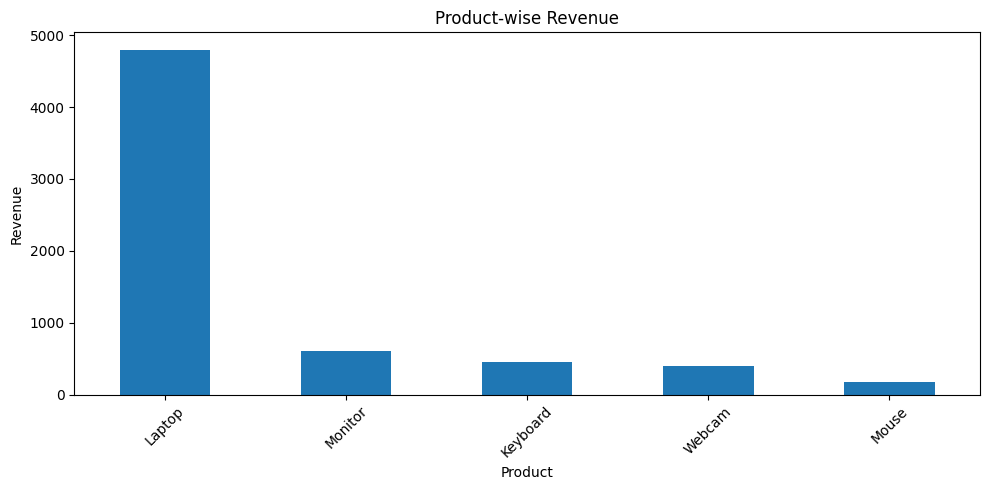 Product-wise Revenue
5000
4000
3000
2000
1000
0
Revenue
Laptop
Monitor
Keyboard
Webcam
Mouse
Product